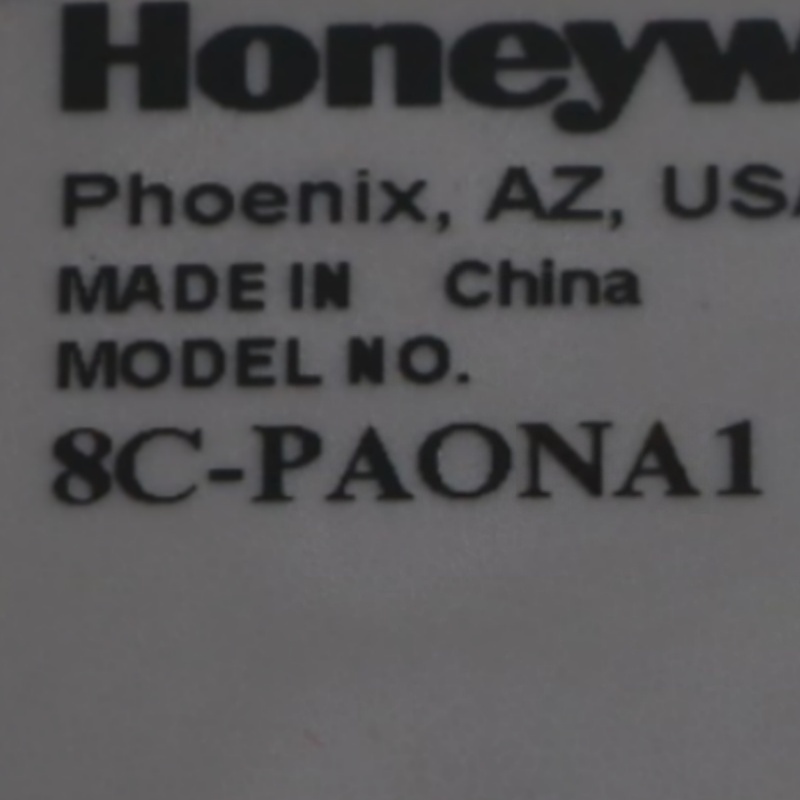 Honeyw
Phoenix, AZ, USA
MADE IN China
MODEL NO.
8C-PAONA1